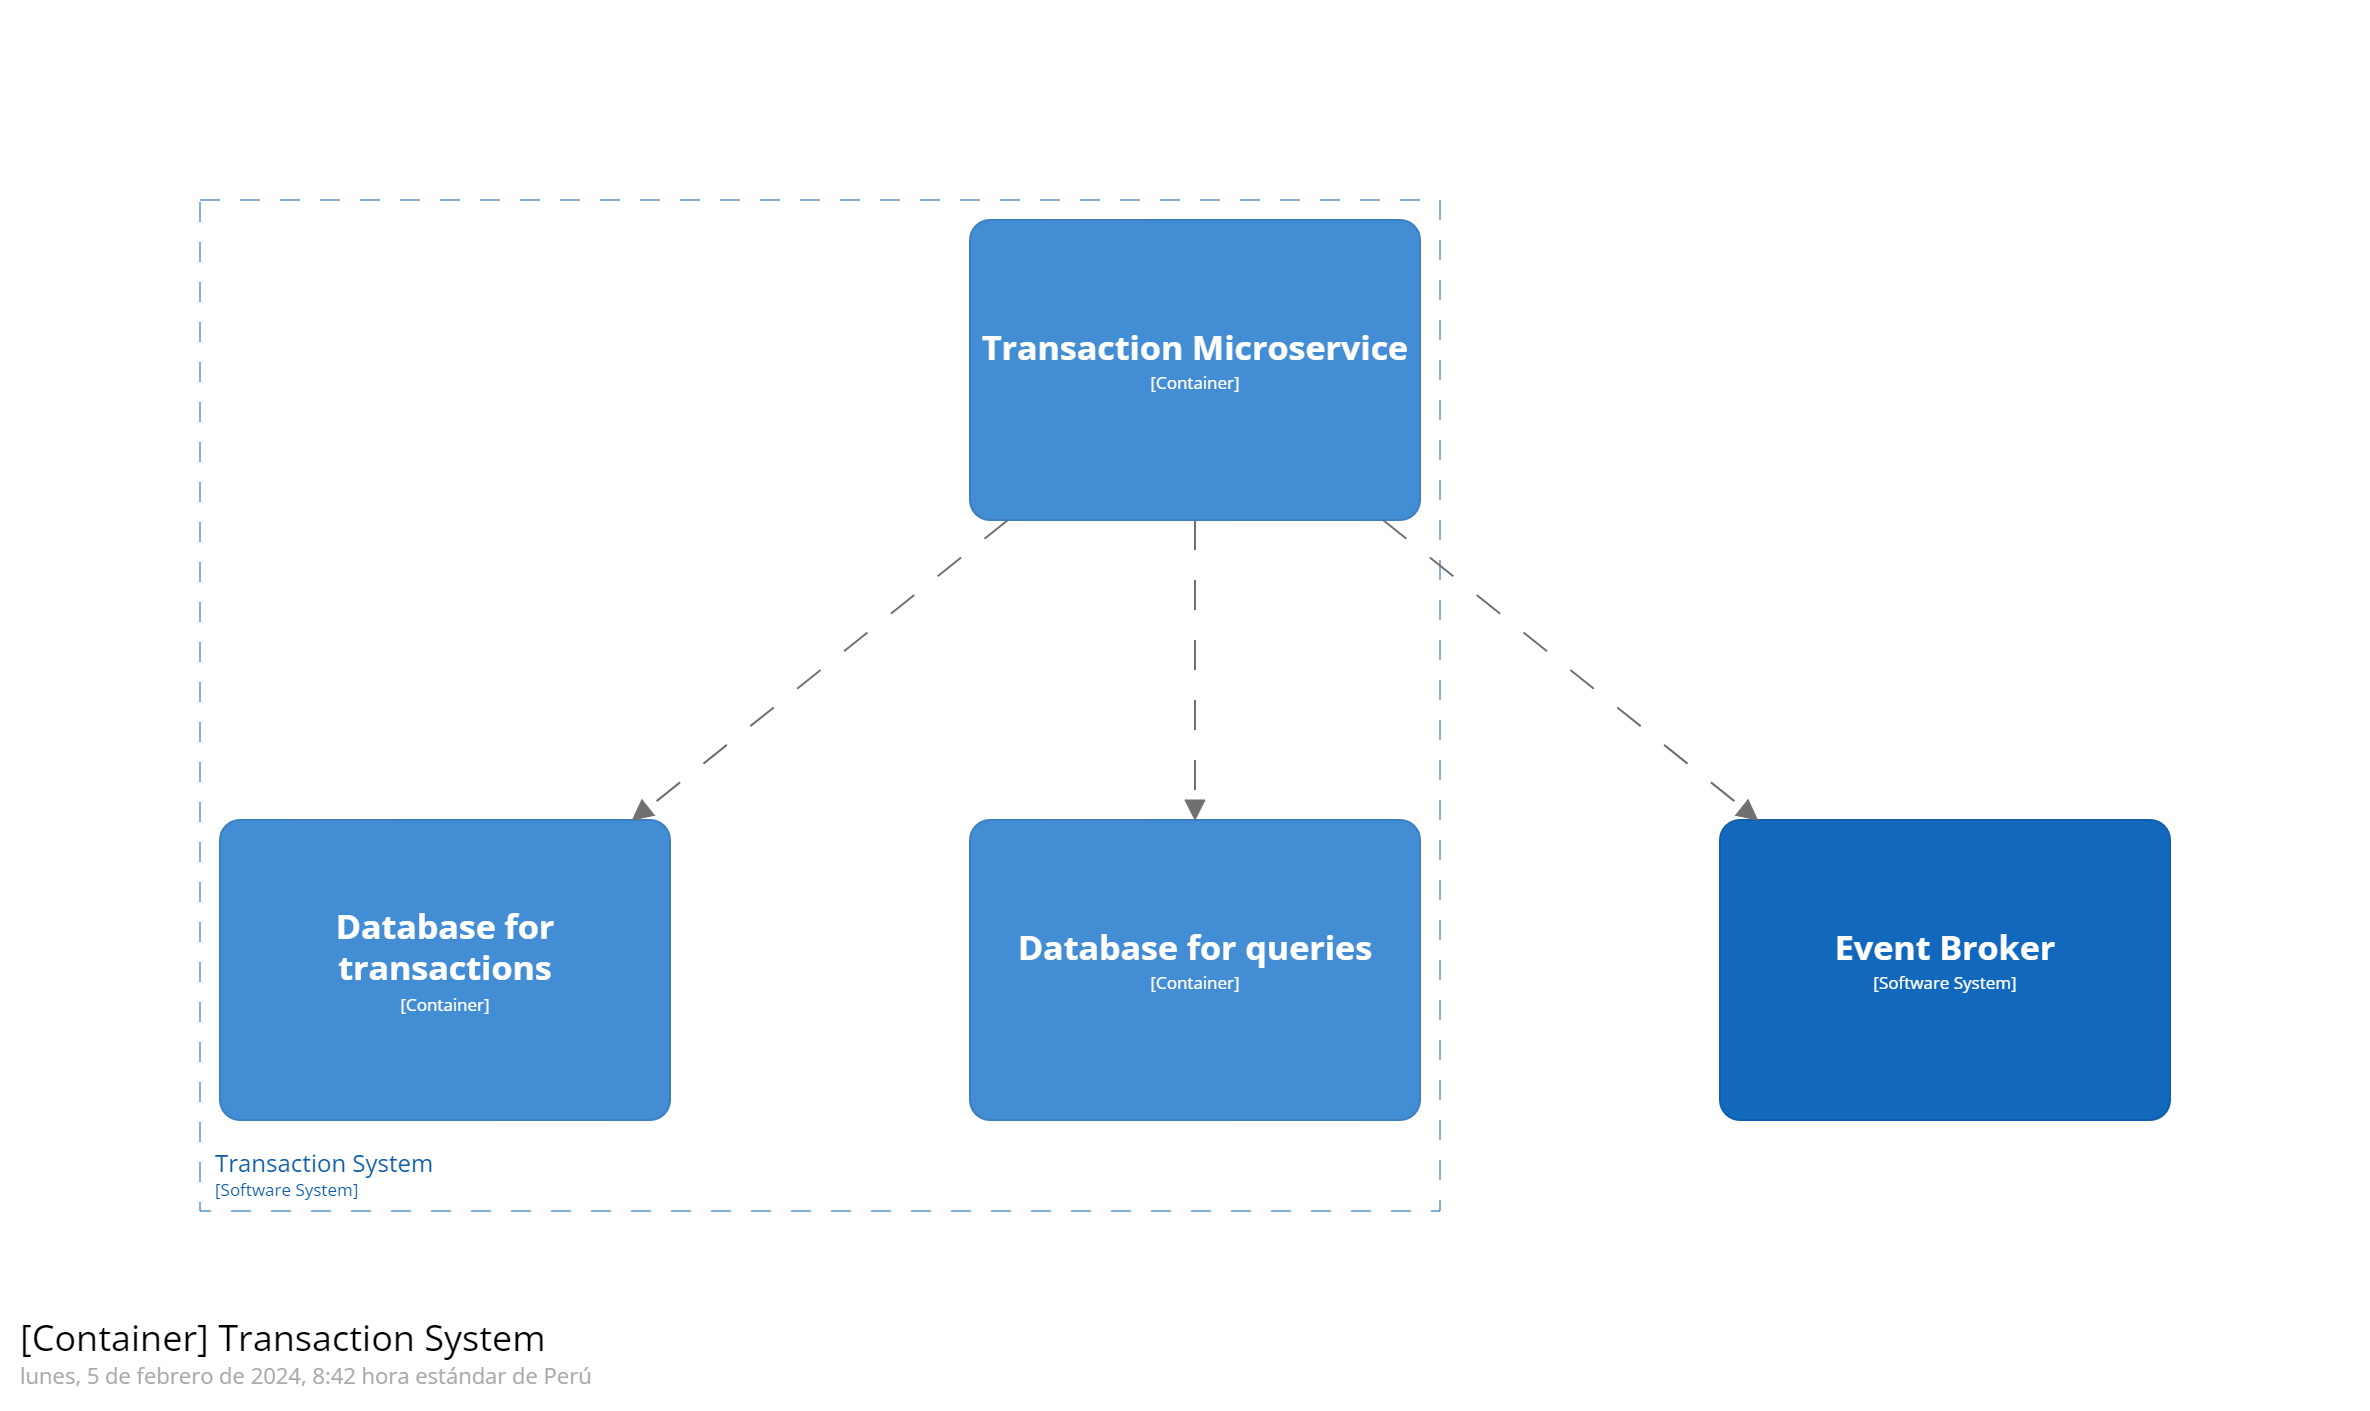 Transaction Microservice
[Container]
Database for
transactions
[Container]
Database for queries
[Container]
Event Broker
[Software System]
Transaction System
[Software System]
[Container] Transaction System
lunes, 5 de febrero de 2024, 8:42 hora estándar de Perú